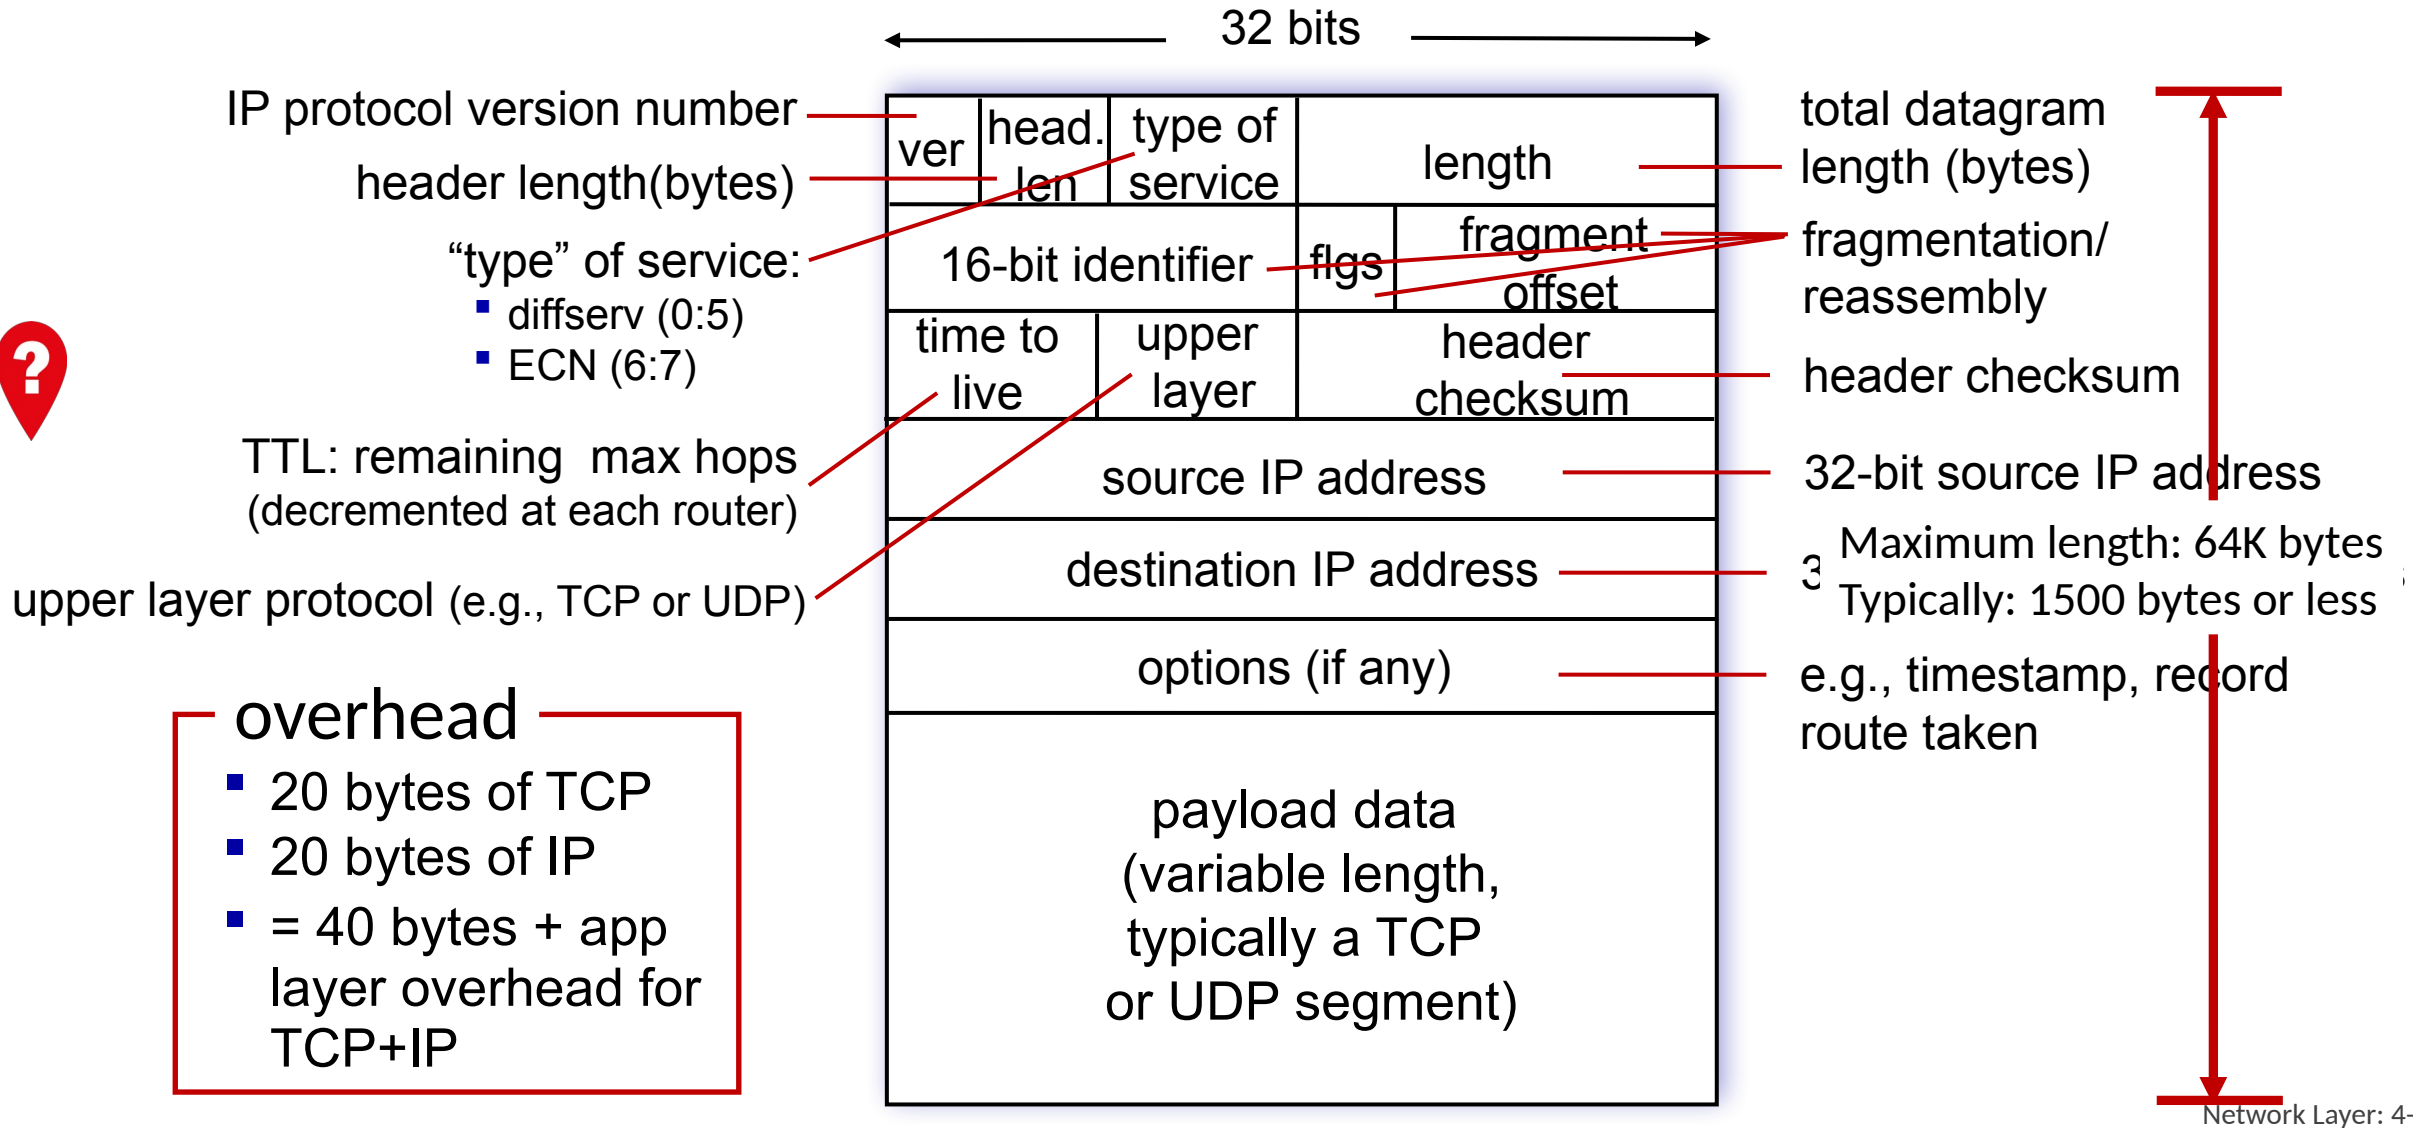 32 bits
IP protocol version number
header length(bytes)
“type” of service:
diffserv (0:5)
ECN (6:7)
?
TTL: remaining max hops
(decremented at each router)
upper layer protocol (e.g., TCP or UDP)
overhead
20 bytes of TCP
20 bytes of IP
= 40 bytes + app
layer overhead for
TCP+IP
ver
head.
len
type of
service
length
16-bit identifier
flgs
fragment
offset
time to
live
upper
layer
header
checksum
source IP address
destination IP address
options (if any)
payload data
(variable length,
typically a TCP
or UDP segment)
total datagram
length (bytes)
fragmentation/
reassembly
header checksum
32-bit source IP address
Maximum length: 64K bytes
Typically: 1500 bytes or less
e.g., timestamp, record
route taken
Network Layer: 4-